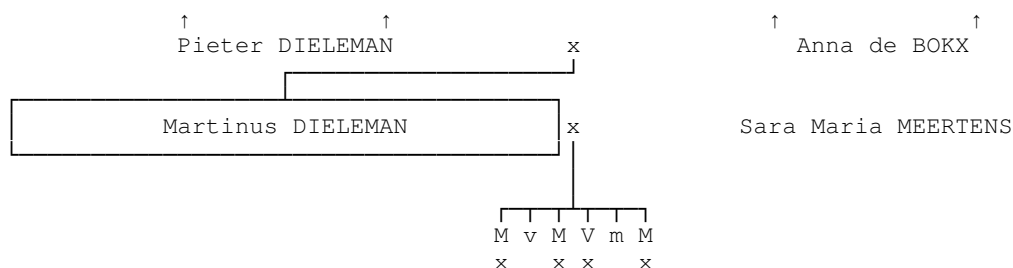 ↑ ↑ ↑ ↑
Pieter DIELEMAN x Anna de BOKX
Martinus DIELEMAN x Sara Maria MEERTENS
M v M V m M
x x x x